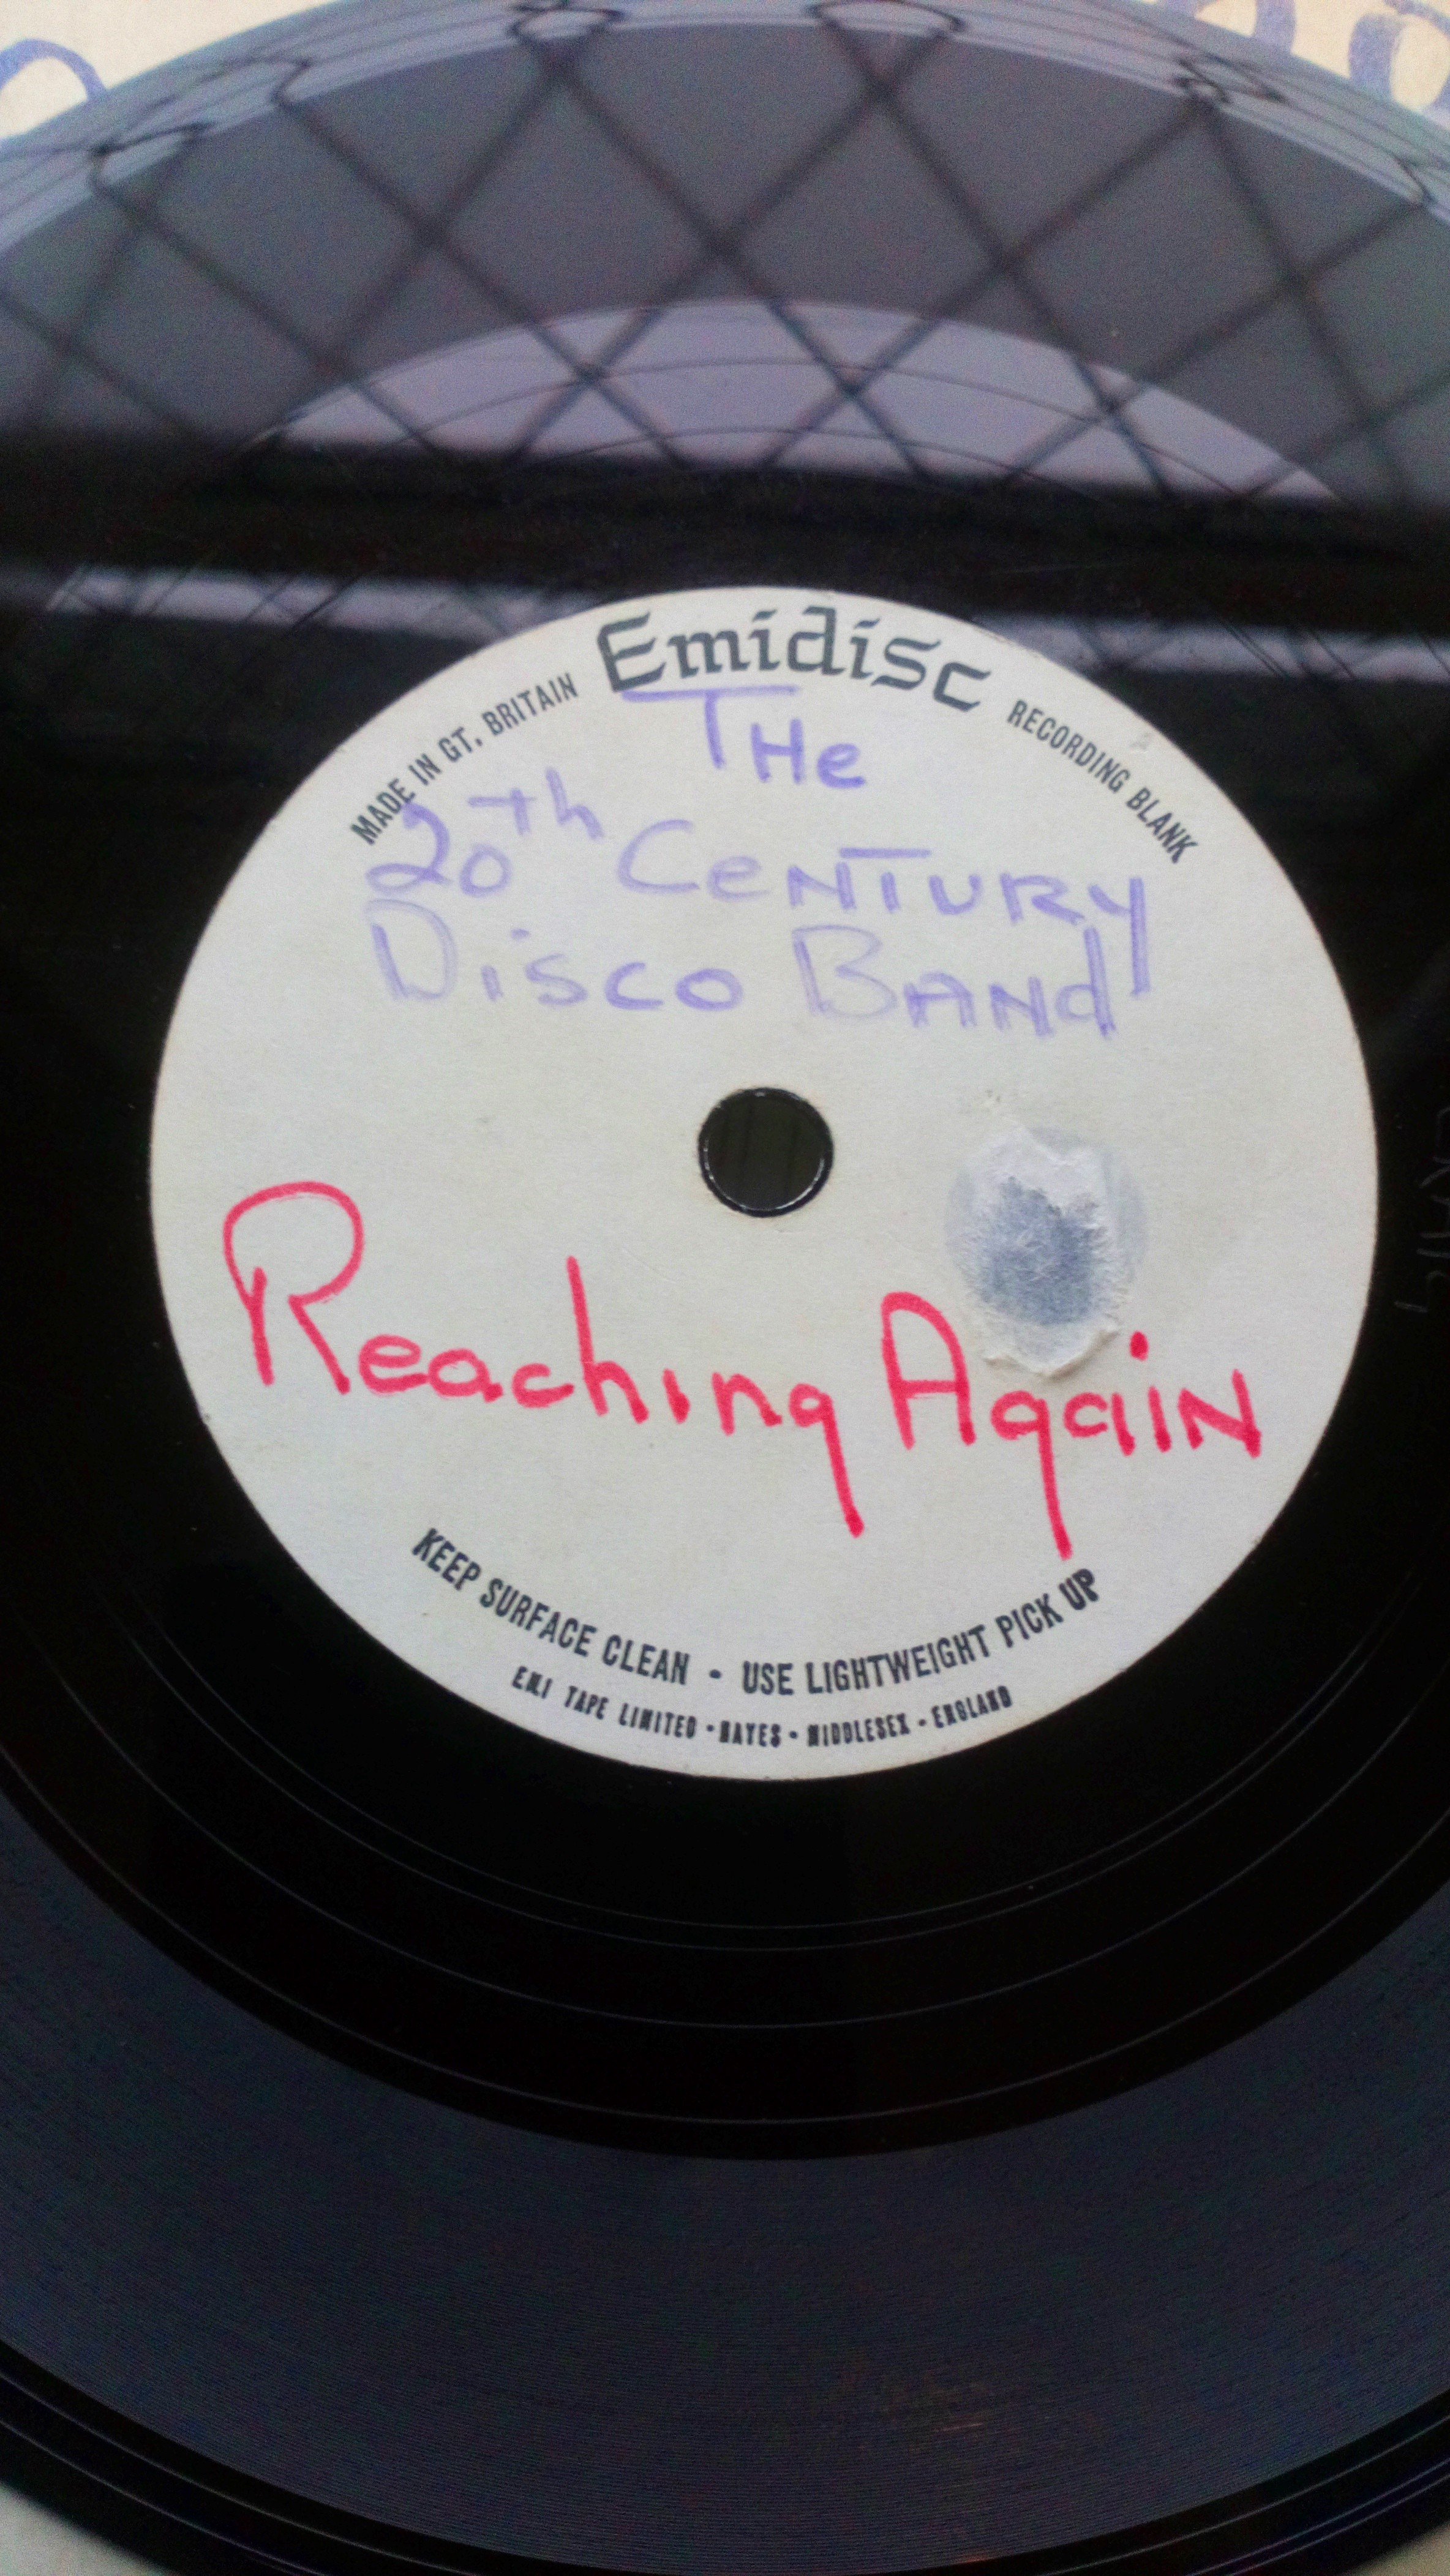 Emidisc
MADE IN GT. BRITAIN
RECORDING BLANK
THe
20th CeNTURY
Disco BANd
Reaching AgaiN
KEEP SURFACE CLEAN - USE LIGHTWEIGHT PICK UP
E.M.I TAPE LIMITED · HAYES · MIDDLESEX · ENGLAND